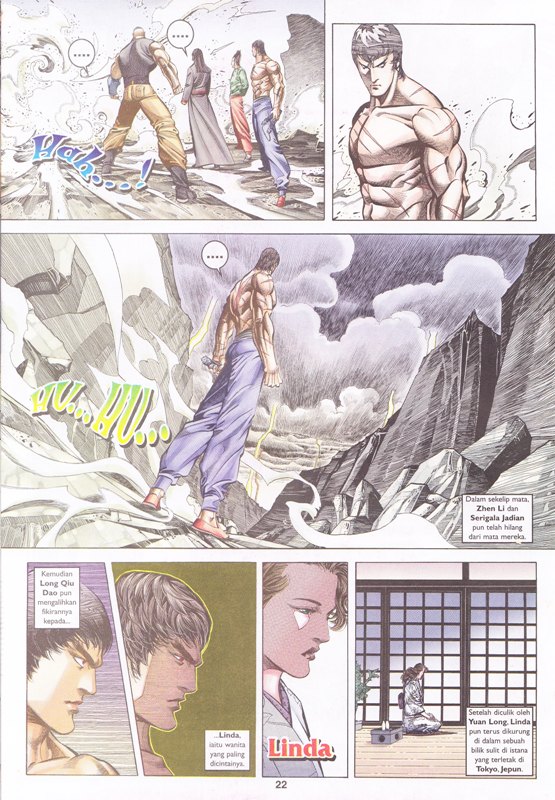 ....
....
Huh....!
....
HU... HU...
Dalam sekelip mata,
Zhen Li dan
Serigala Jadian
pun telah hilang
dari mata mereka.
Kemudian
Long Qiu
Dao pun
mengalihkan
fikirannya
kepada...
...Linda,
iaitu wanita
yang paling
dicintainya.
Linda
Setelah diculik oleh
Yuan Long, Linda
pun terus dikurung
di dalam sebuah
bilik sulit di istana
yang terletak di
Tokyo, Jepun.
22